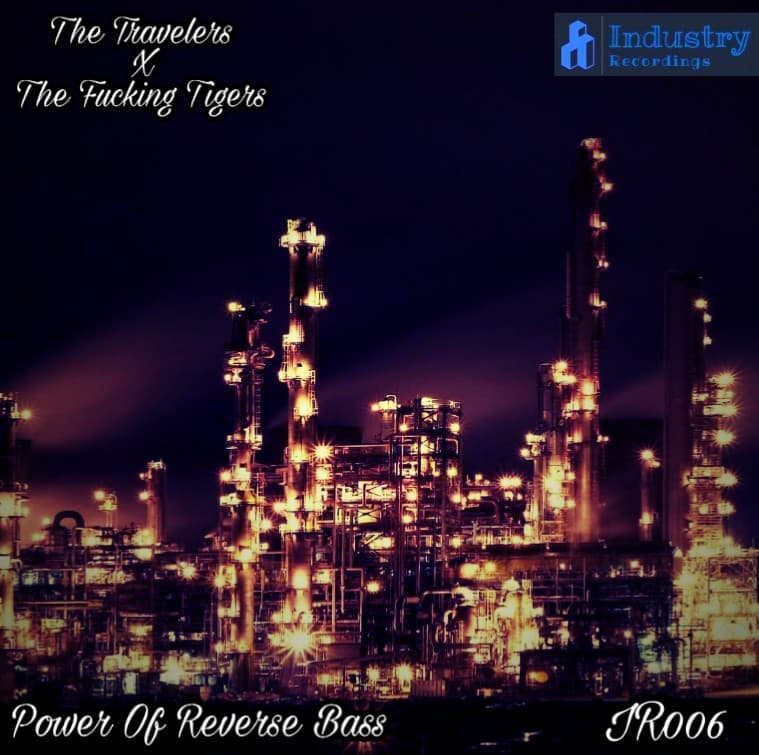 The Travelers
X
The Fucking Tigers
Industry
Recordings
Power Of Reverse Bass
IR006